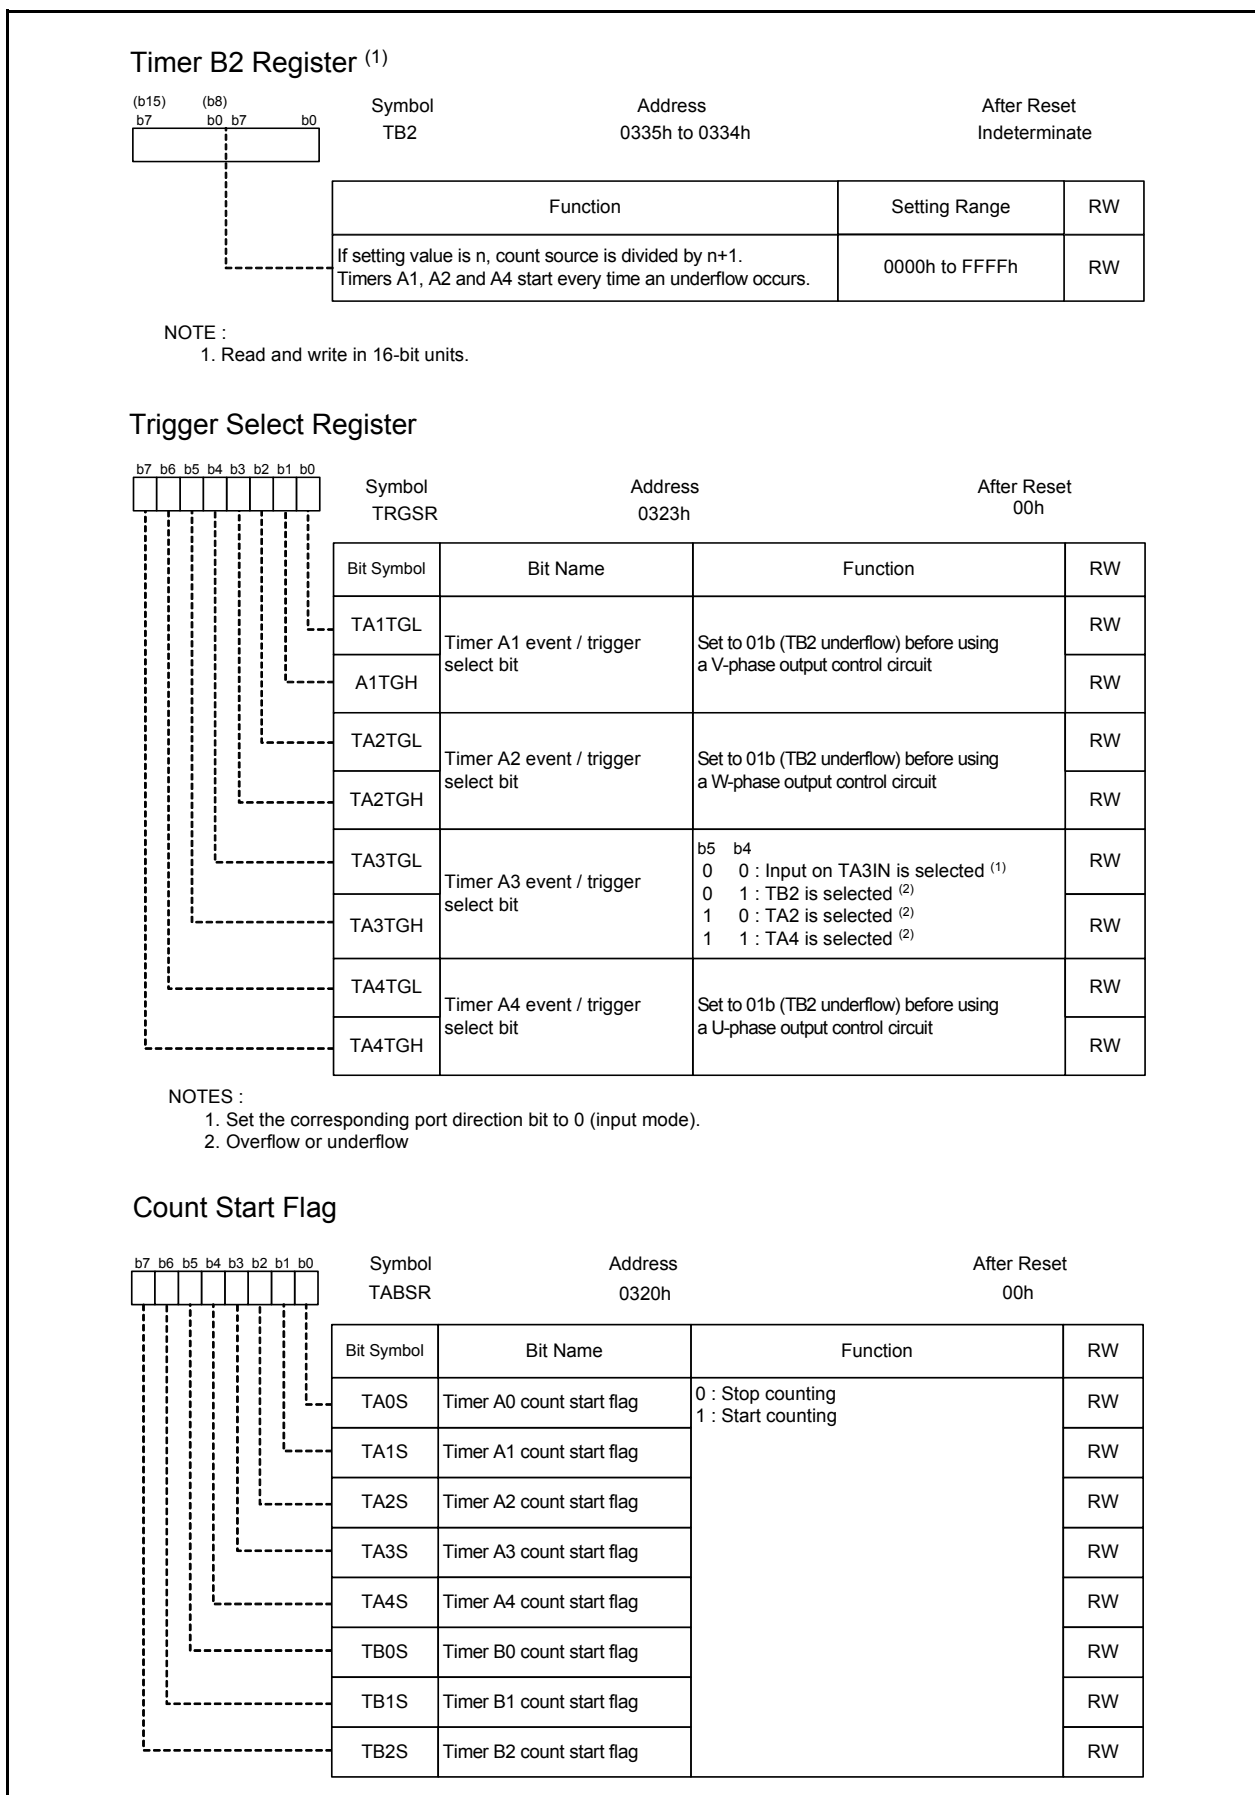 Timer B2 Register (1)
(b15) (b8)
b7 b0 b7 b0
Symbol Address After Reset
TB2 0335h to 0334h Indeterminate
Function Setting Range RW
If setting value is n, count source is divided by n+1.
Timers A1, A2 and A4 start every time an underflow occurs.
0000h to FFFFh RW
NOTE :
1. Read and write in 16-bit units.
Trigger Select Register
b7 b6 b5 b4 b3 b2 b1 b0
Symbol Address After Reset
TRGSR 0323h 00h
Bit Symbol Bit Name Function RW
TA1TGL RW
Timer A1 event / trigger
select bit
Set to 01b (TB2 underflow) before using
a V-phase output control circuit
A1TGH RW
TA2TGL RW
Timer A2 event / trigger
select bit
Set to 01b (TB2 underflow) before using
a W-phase output control circuit
TA2TGH RW
TA3TGL RW
Timer A3 event / trigger
select bit
b5 b4
0 0 : Input on TA3IN is selected (1)
0 1 : TB2 is selected (2)
1 0 : TA2 is selected (2)
1 1 : TA4 is selected (2)
TA3TGH RW
TA4TGL RW
Timer A4 event / trigger
select bit
Set to 01b (TB2 underflow) before using
a U-phase output control circuit
TA4TGH RW
NOTES :
1. Set the corresponding port direction bit to 0 (input mode).
2. Overflow or underflow
Count Start Flag
b7 b6 b5 b4 b3 b2 b1 b0
Symbol Address After Reset
TABSR 0320h 00h
Bit Symbol Bit Name Function RW
TA0S Timer A0 count start flag RW
0 : Stop counting
1 : Start counting
TA1S Timer A1 count start flag RW
TA2S Timer A2 count start flag RW
TA3S Timer A3 count start flag RW
TA4S Timer A4 count start flag RW
TB0S Timer B0 count start flag RW
TB1S Timer B1 count start flag RW
TB2S Timer B2 count start flag RW